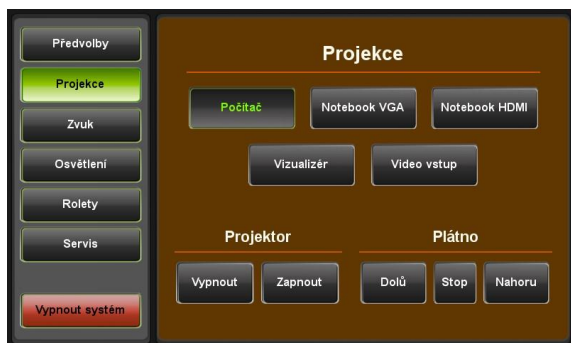 Předvolby
Projekce
Zvuk
Osvětlení
Rolety
Servis
Vypnout systém
Projekce
Počítač
Notebook VGA
Notebook HDMI
Vizualizér
Video vstup
Projektor
Plátno
Vypnout
Zapnout
Dolů
Stop
Nahoru